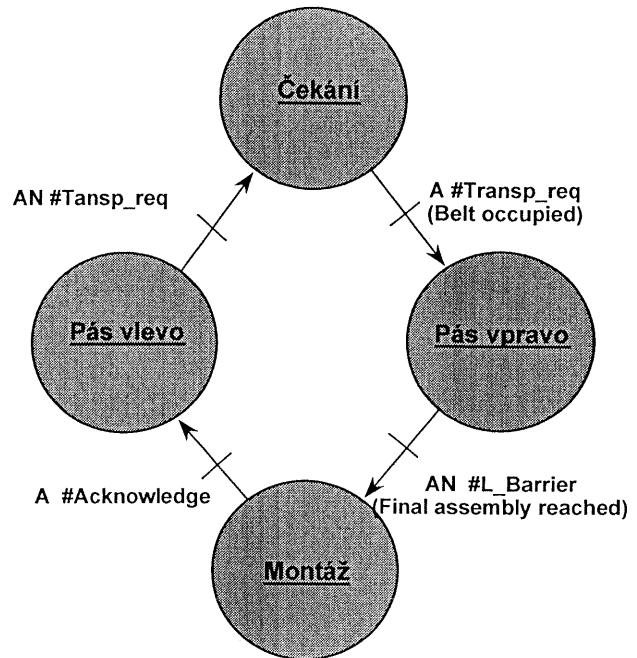 Čekání
AN #Tansp_req
A #Transp_req
(Belt occupied)
Pás vlevo
Pás vpravo
A #Acknowledge
AN #L_Barrier
(Final assembly reached)
Montáž